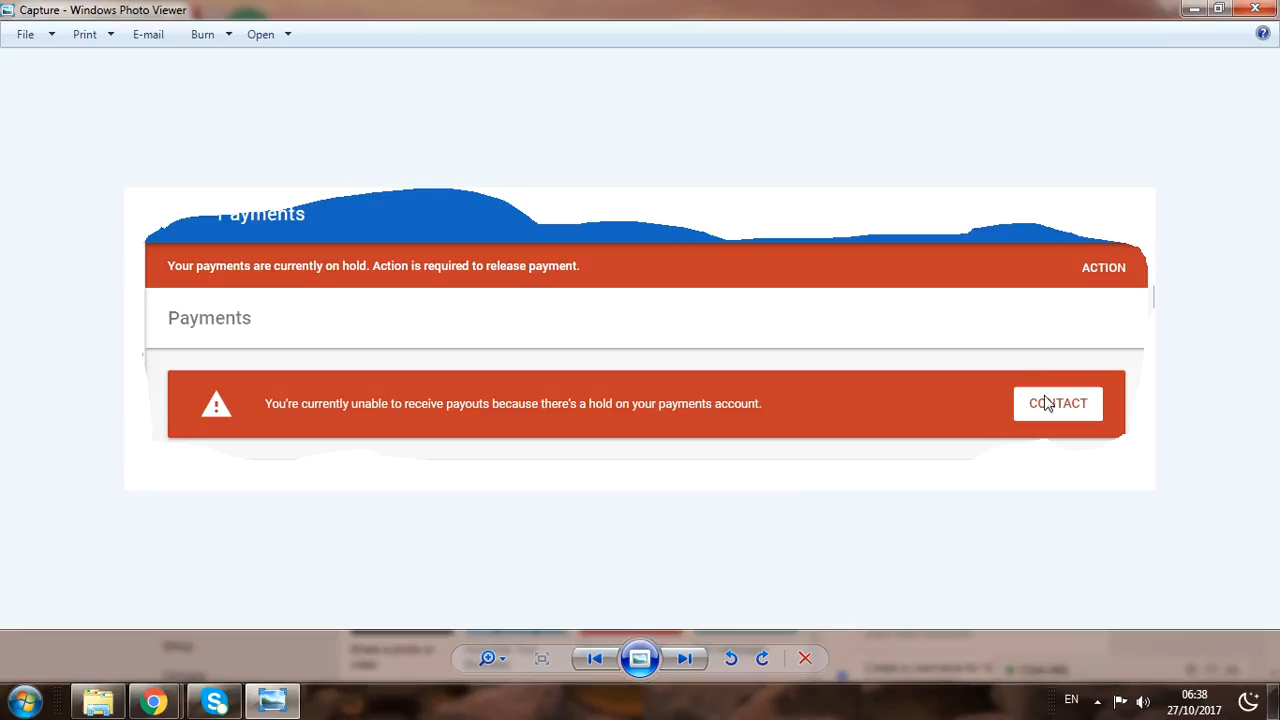 Capture - Windows Photo Viewer
File Print E-mail Burn Open
Payments
Your payments are currently on hold. Action is required to release payment.
ACTION
Payments
You're currently unable to receive payouts because there's a hold on your payments account.
CONTACT
EN
06:38
27/10/2017